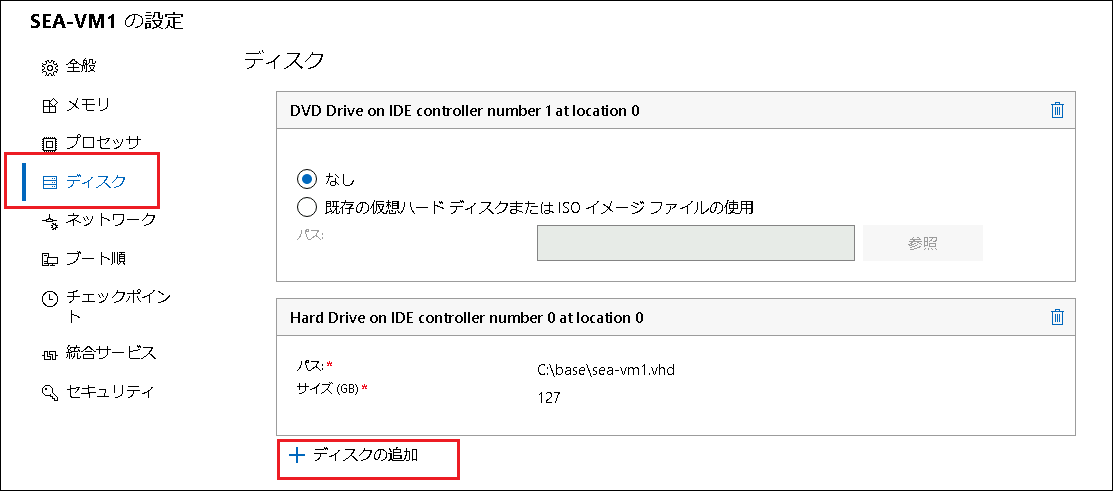 SEA-VM1 の設定
全般
メモリ
プロセッサ
ディスク
ネットワーク
ブート順
チェックポイン
ト
統合サービス
セキュリティ
ディスク
DVD Drive on IDE controller number 1 at location 0
なし
既存の仮想ハード ディスクまたは ISO イメージ ファイルの使用
パス:
参照
Hard Drive on IDE controller number 0 at location 0
パス: * C:\base\sea-vm1.vhd
サイズ (GB) * 127
+ ディスクの追加